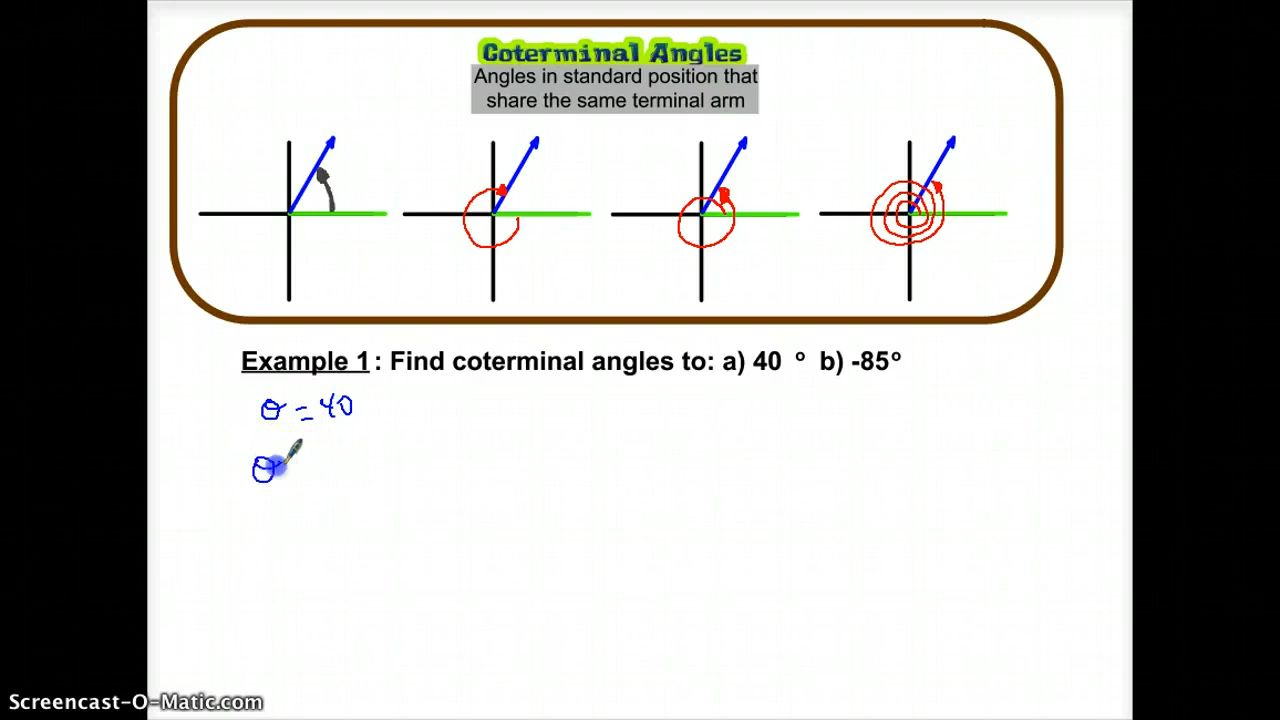 Coterminal Angles
Angles in standard position that
share the same terminal arm
Example 1: Find coterminal angles to: a) 40 º b) -85º
θ = 40
θ
Screencast-O-Matic.com